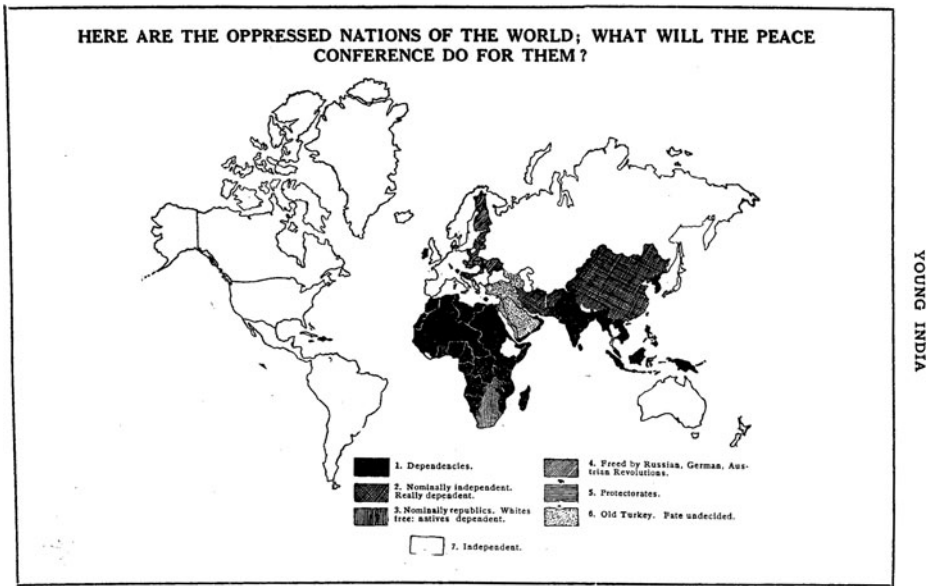 HERE ARE THE OPPRESSED NATIONS OF THE WORLD; WHAT WILL THE PEACE
CONFERENCE DO FOR THEM?
YOUNG INDIA
1. Dependencies.
2. Nominally independent.
Really dependent.
3. Nominally republics. Whites
tree: natives dependent.
4. Freed by Russian, German, Aus-
trian Revolutions.
5. Protectorates.
6. Old Turkey. Fate undecided.
7. Independent.